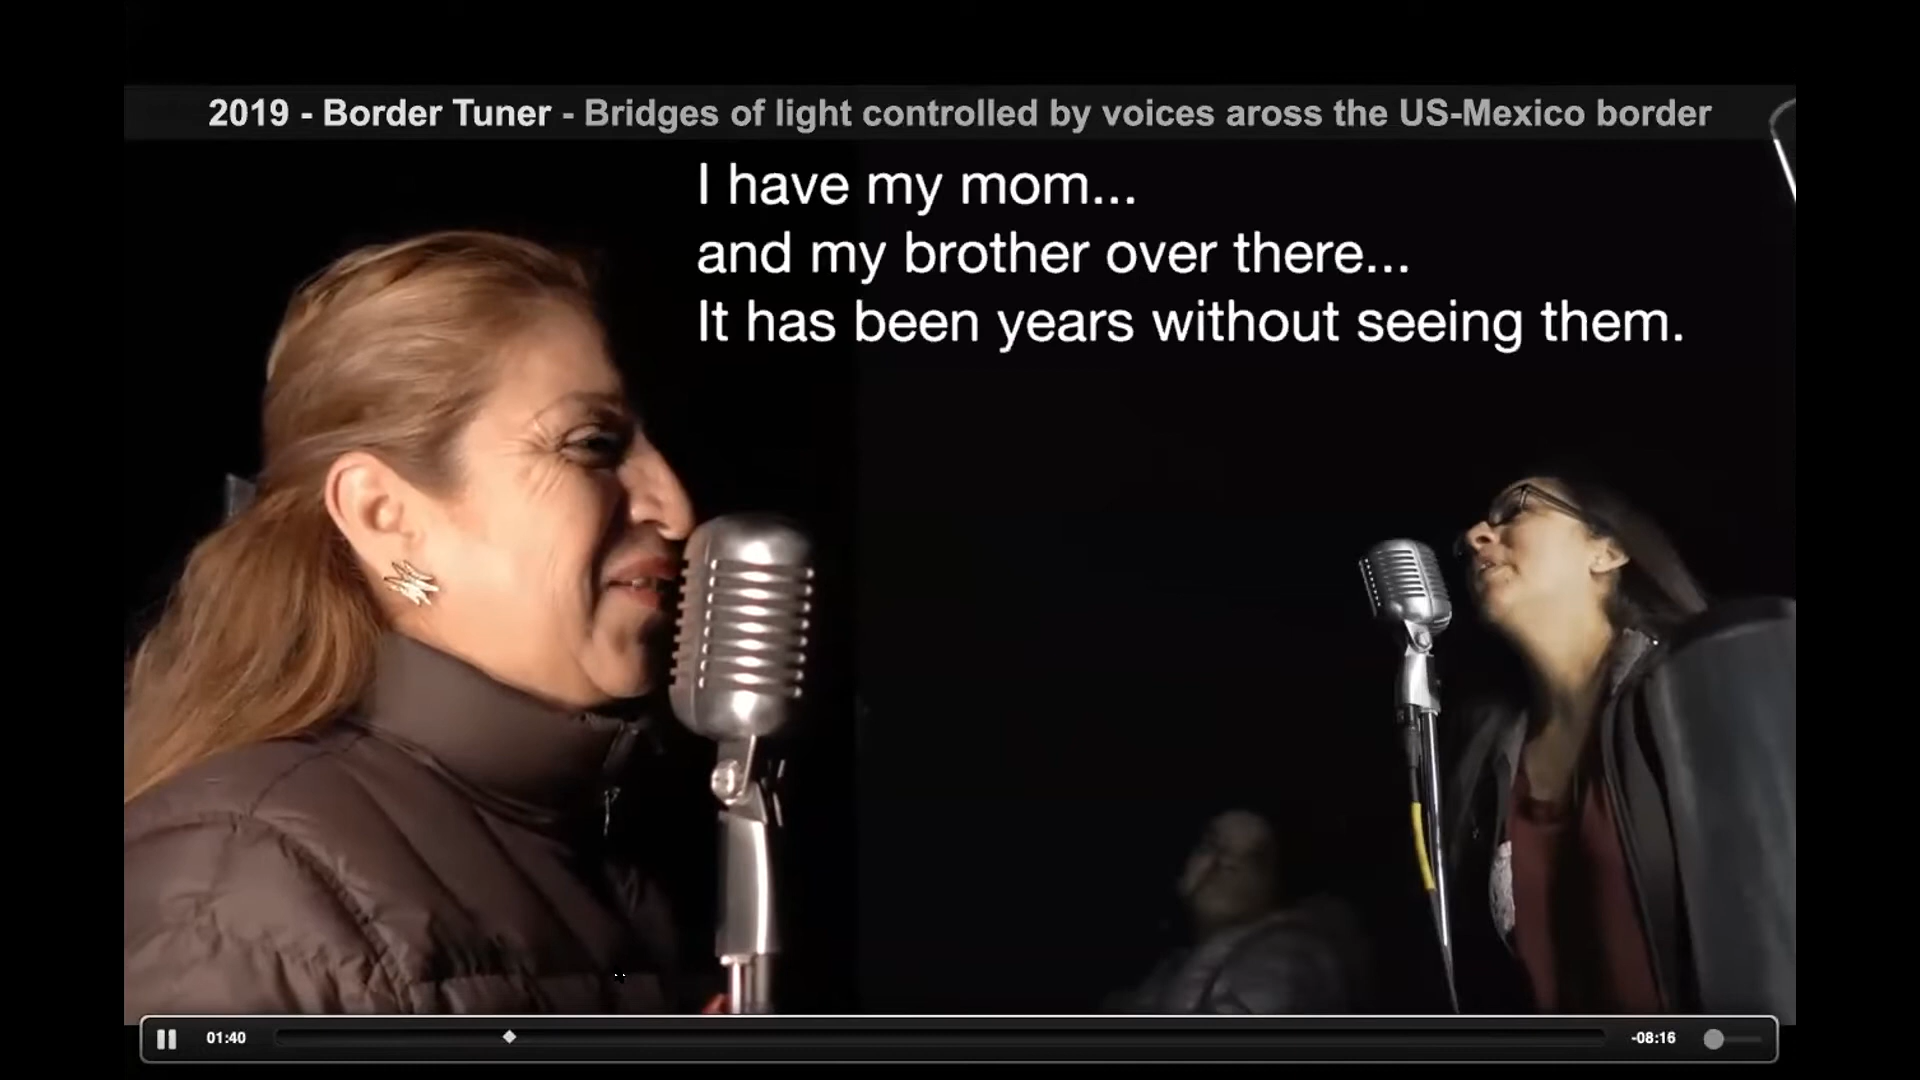 2019 - Border Tuner - Bridges of light controlled by voices aross the US-Mexico border
I have my mom...
and my brother over there...
It has been years without seeing them.
01:40
-08:16